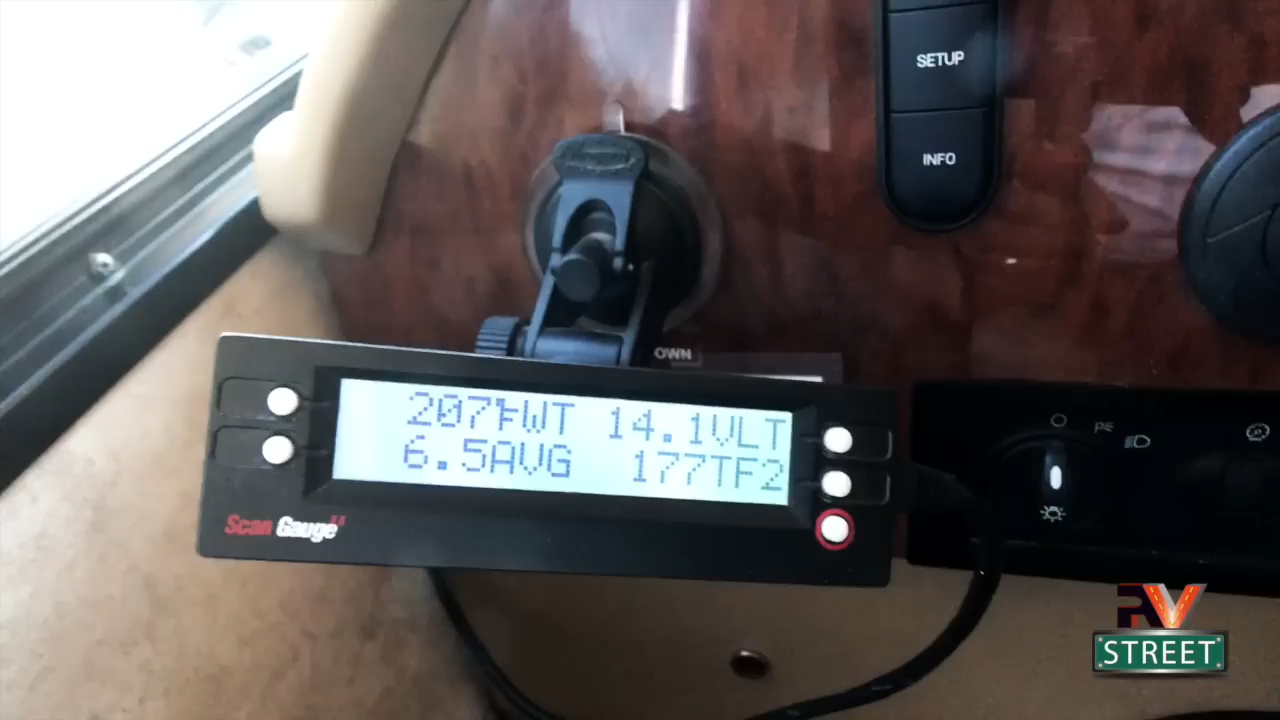 SETUP
INFO
OWN
207°FWT 14.1VLT
6.5AVG 177TF2
Scan Gauge
RV
STREET